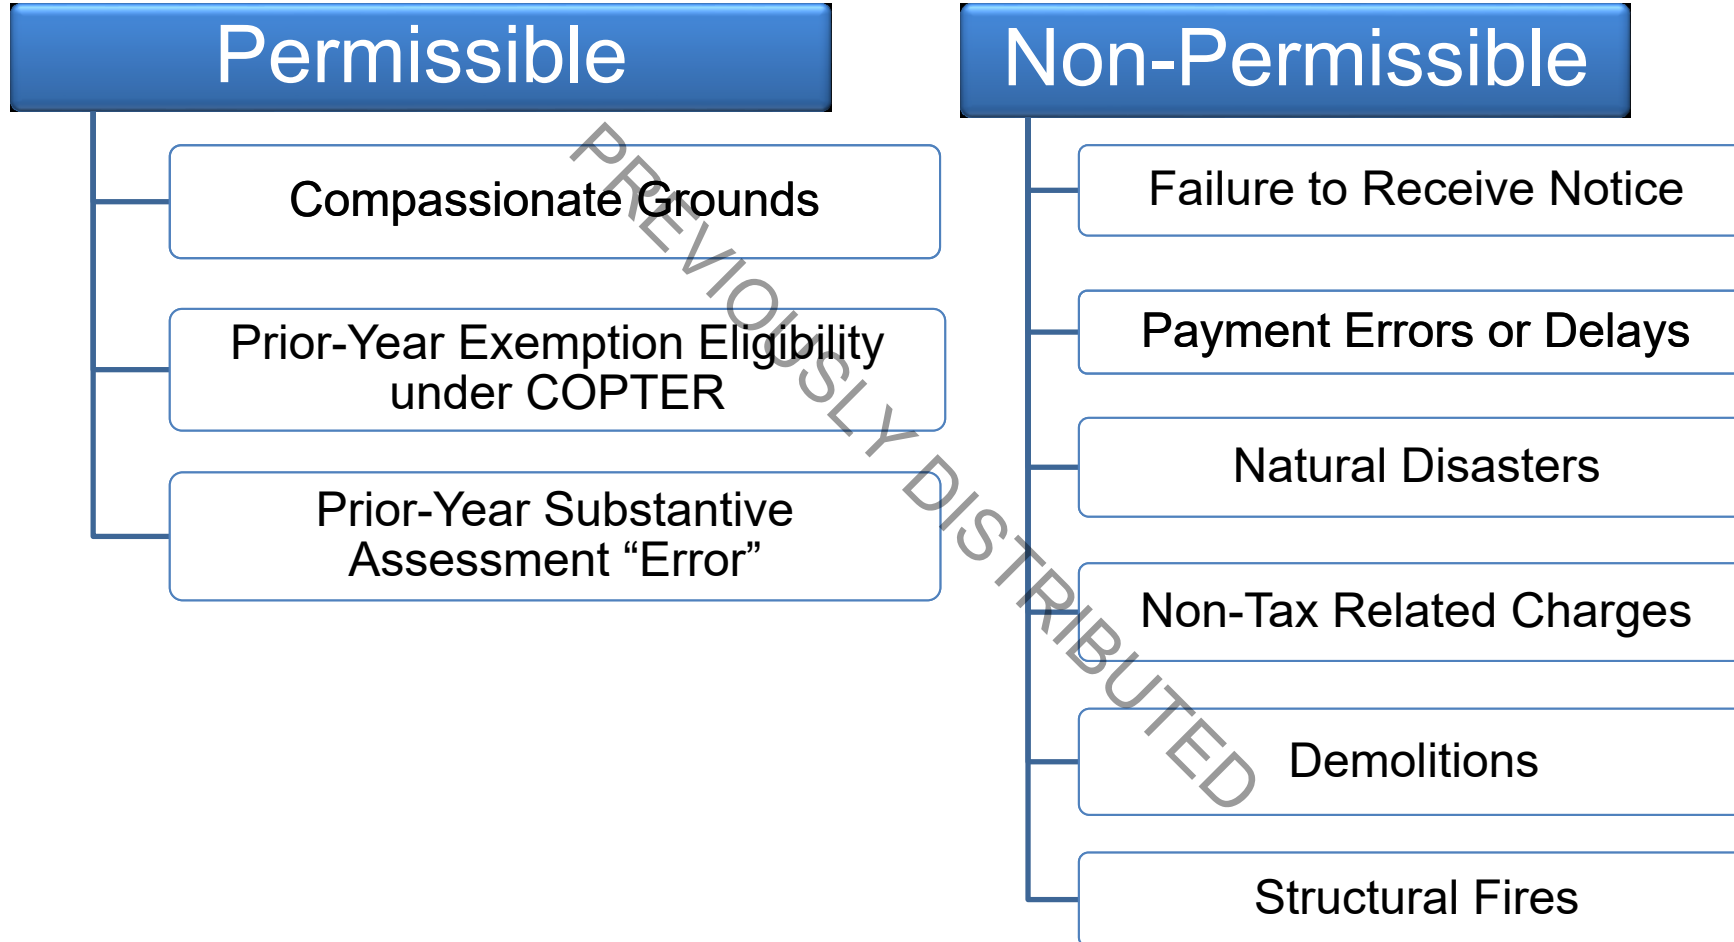 Permissible
Compassionate Grounds
Prior-Year Exemption Eligibility
under COPTER
Prior-Year Substantive
Assessment “Error”
Non-Permissible
Failure to Receive Notice
Payment Errors or Delays
Natural Disasters
Non-Tax Related Charges
Demolitions
Structural Fires
PREVIOUSLY DISTRIBUTED